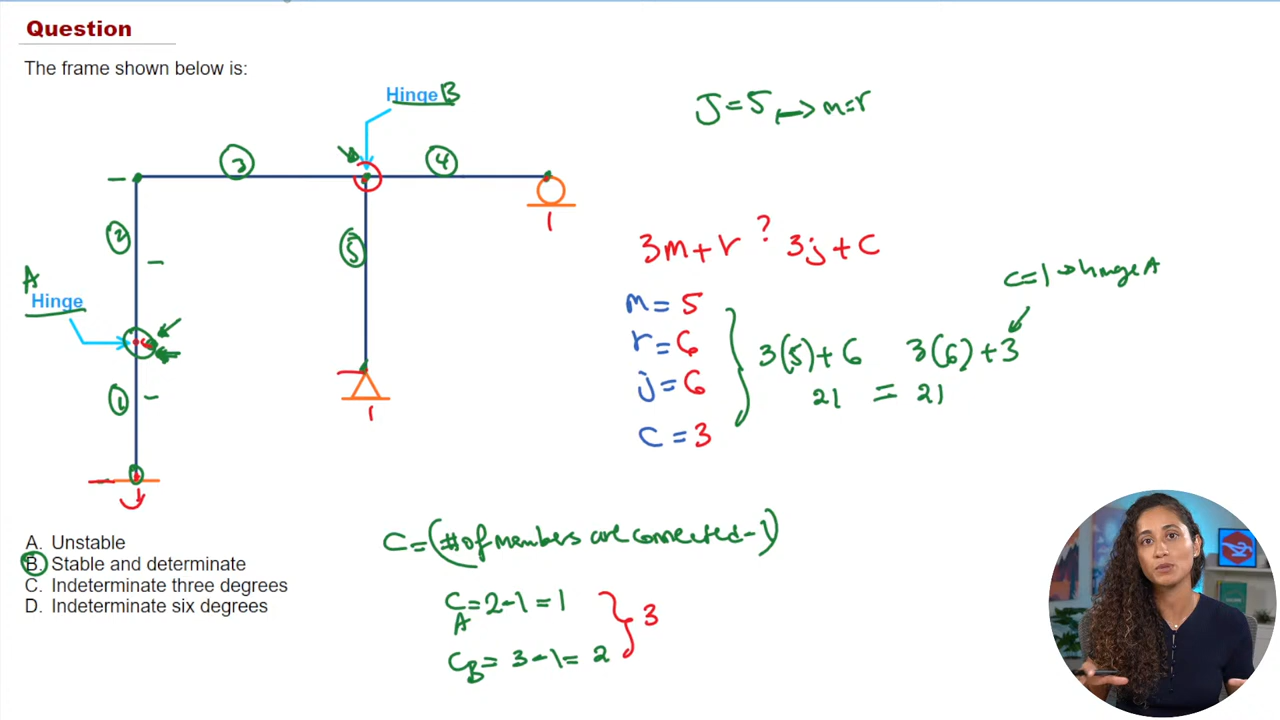 Question
The frame shown below is:
Hinge B
J=5, → m=r
3
4
1
2
5
3m+r ? 3j+C
C=1 → hinge A
A
Hinge
m = 5
r = 6
j = 6
C = 3
3(5)+6 3(6)+3
21 = 21
1
1
A. Unstable
B. Stable and determinate
C. Indeterminate three degrees
D. Indeterminate six degrees
C=(# of members are connected-1)
C_A=2-1=1
C_B=3-1=2
3